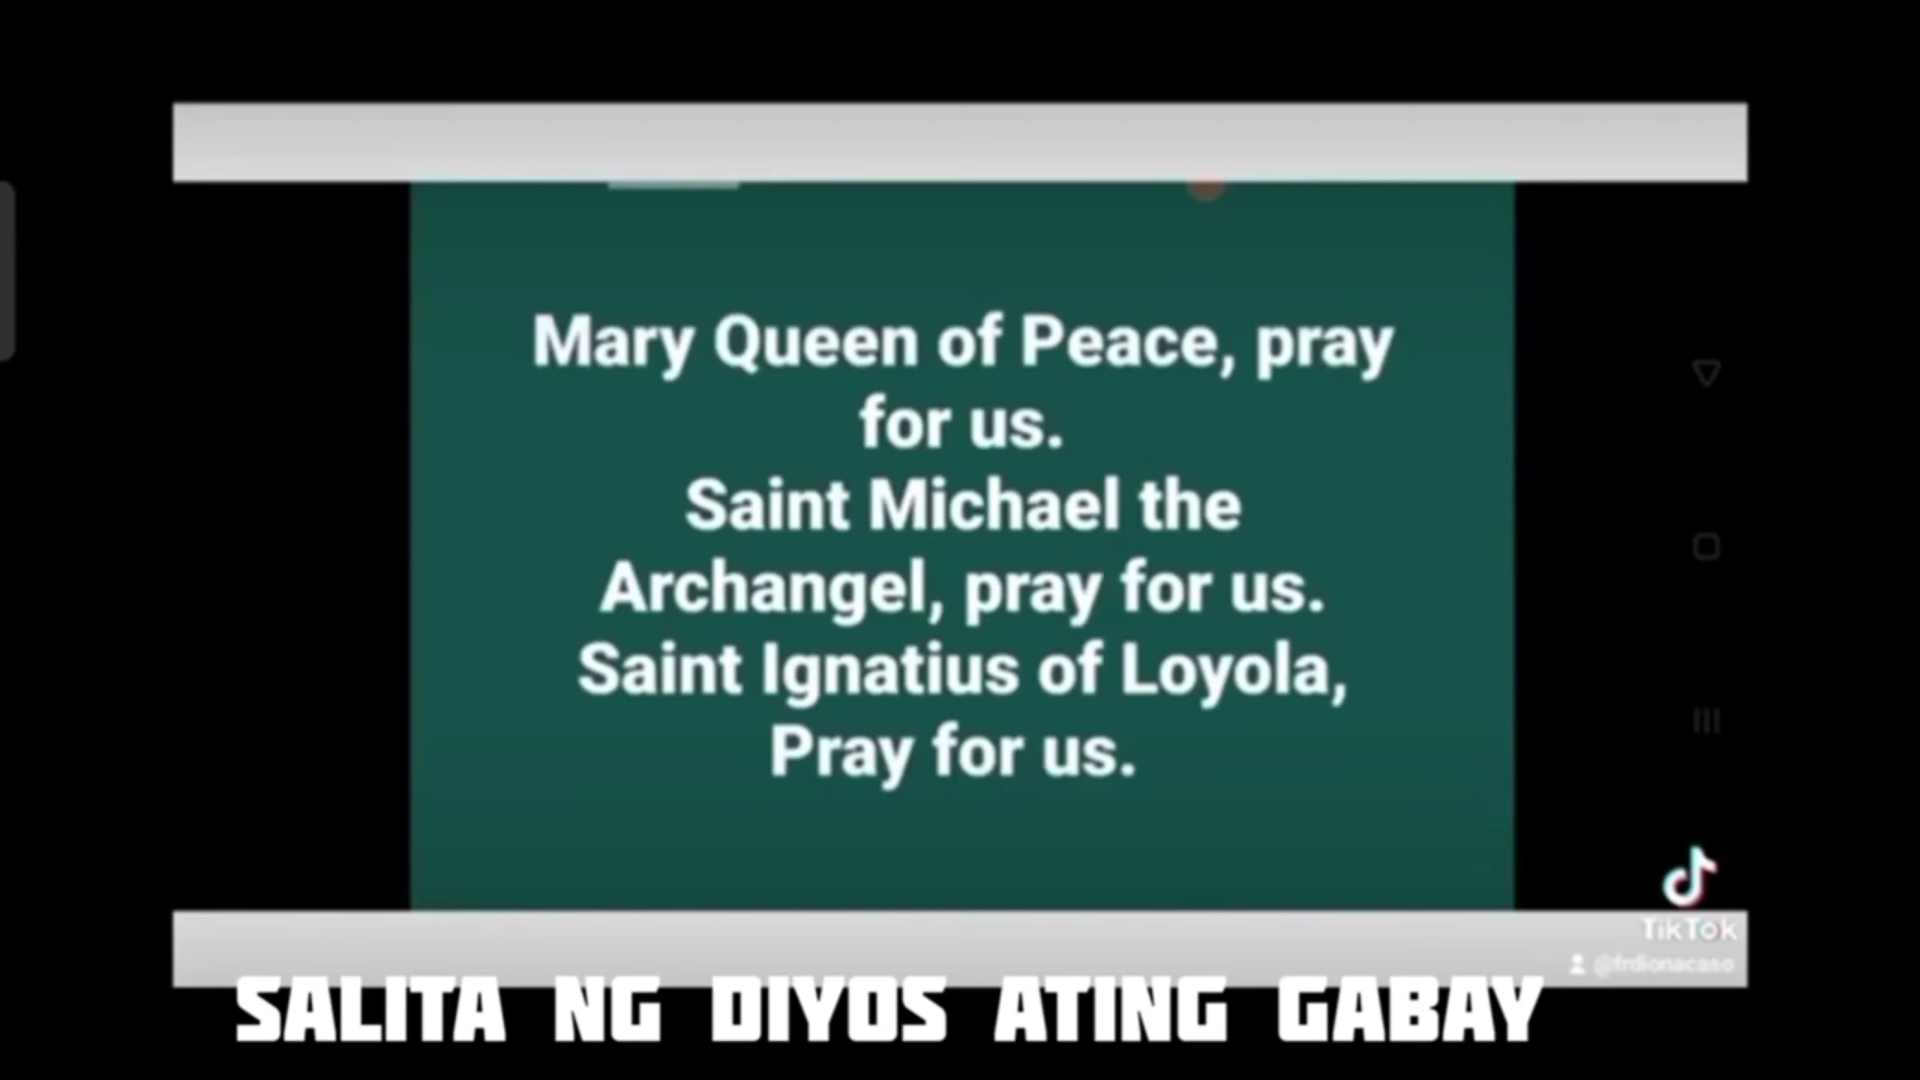 Mary Queen of Peace, pray
for us.
Saint Michael the
Archangel, pray for us.
Saint Ignatius of Loyola,
Pray for us.
TikTok
@frdionacaso
SALITA NG DIYOS ATING GABAY